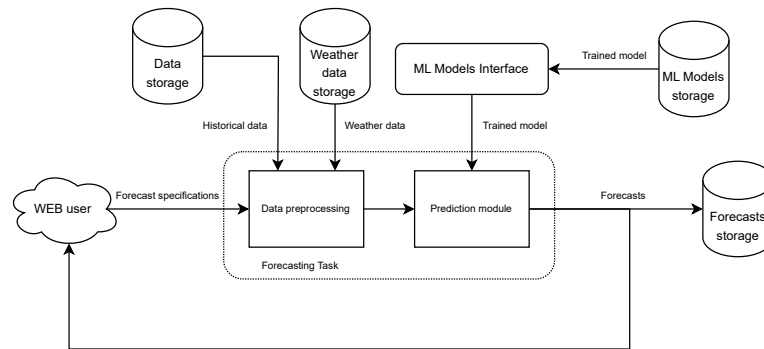 Data
storage
Weather
data
storage
ML Models Interface
Trained model
ML Models
storage
Historical data
Weather data
Trained model
WEB user
Forecast specifications
Data preprocessing
Prediction module
Forecasts
Forecasts
storage
Forecasting Task